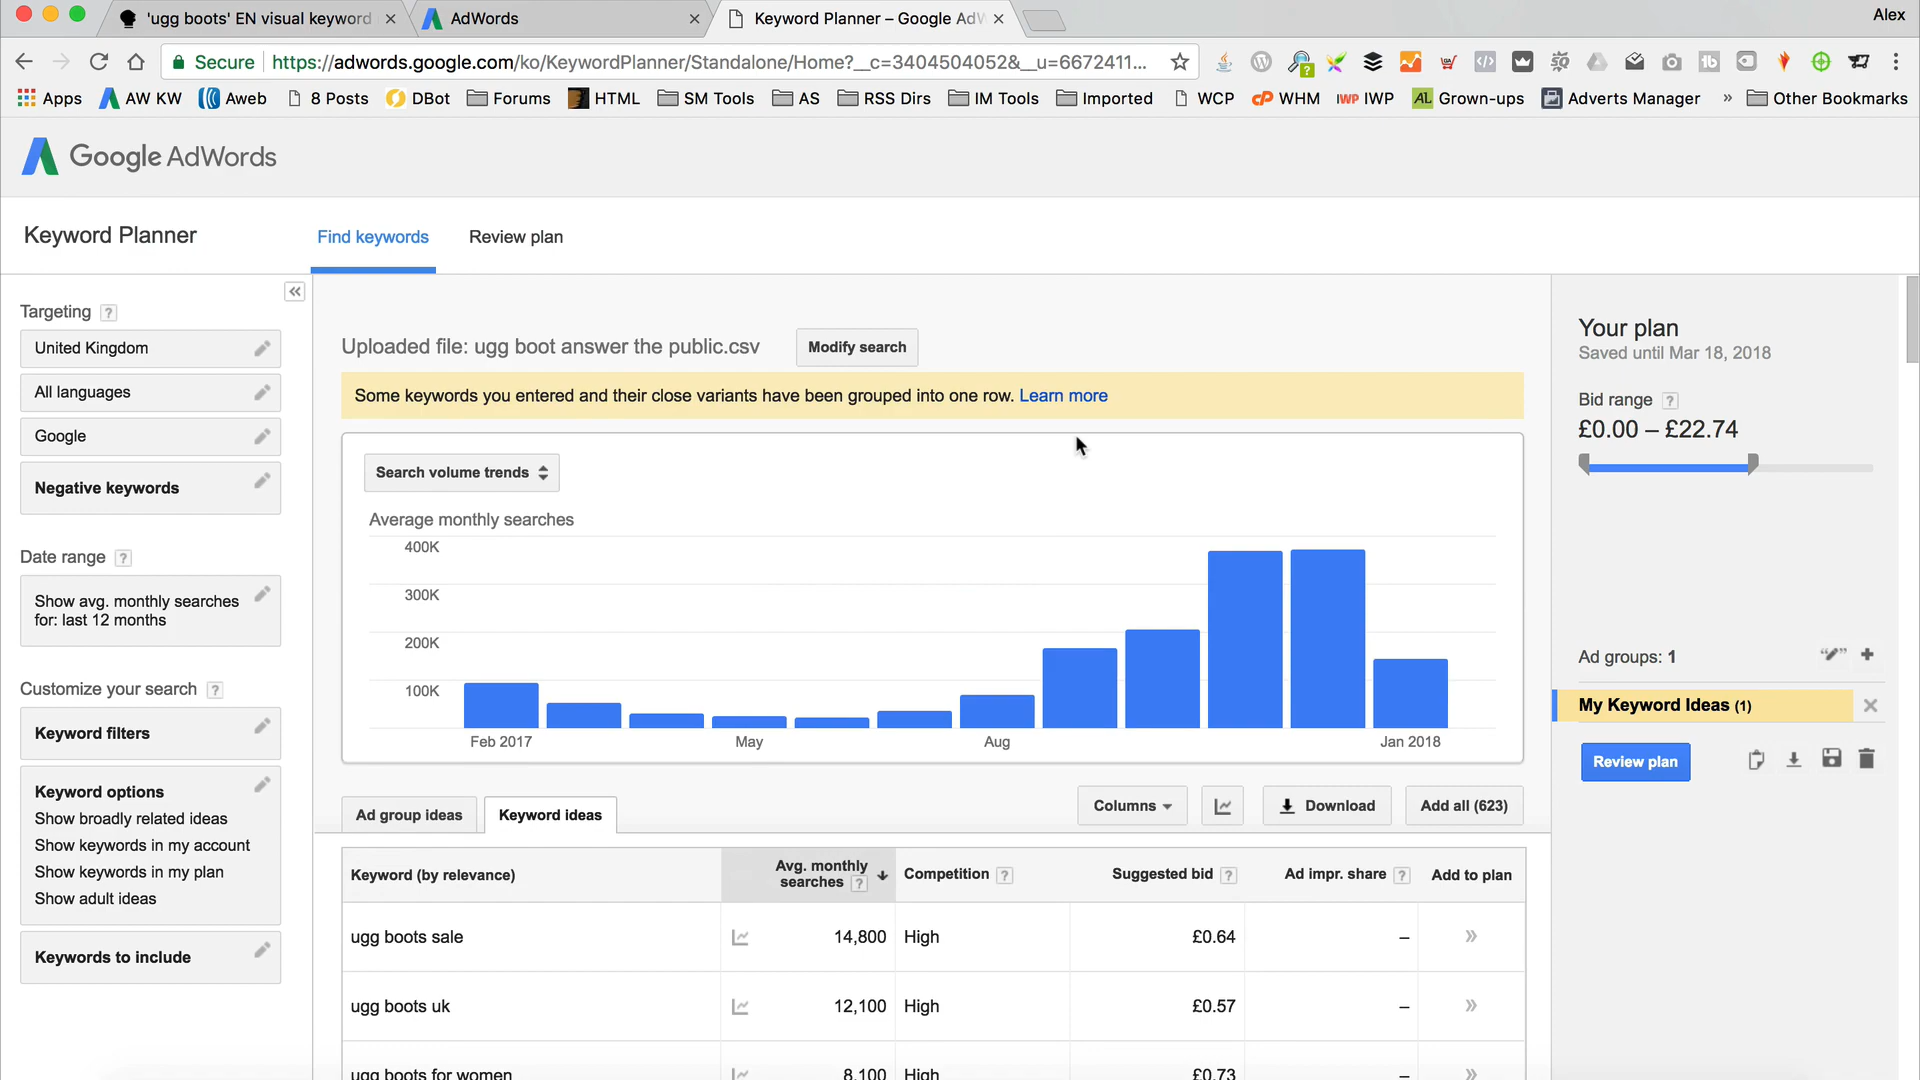 'ugg boots' EN visual keyword
AdWords
Keyword Planner – Google AdW
Alex
Secure
https://adwords.google.com/ko/KeywordPlanner/Standalone/Home?__c=3404504052&__u=6672411...
Apps
AW KW
Aweb
8 Posts
DBot
Forums
HTML
SM Tools
AS
RSS Dirs
IM Tools
Imported
WCP
WHM
IWP IWP
AL Grown-ups
Adverts Manager
»
Other Bookmarks
Google AdWords
Keyword Planner
Find keywords
Review plan
Targeting ?
United Kingdom
All languages
Google
Negative keywords
Date range ?
Show avg. monthly searches
for: last 12 months
Customize your search ?
Keyword filters
Keyword options
Show broadly related ideas
Show keywords in my account
Show keywords in my plan
Show adult ideas
Keywords to include
Uploaded file: ugg boot answer the public.csv
Modify search
Some keywords you entered and their close variants have been grouped into one row. Learn more
Search volume trends
Average monthly searches
400K
300K
200K
100K
Feb 2017
May
Aug
Jan 2018
Ad group ideas
Keyword ideas
Columns
Download
Add all (623)
Keyword (by relevance)
Avg. monthly
searches ?
Competition ?
Suggested bid ?
Ad impr. share ?
Add to plan
ugg boots sale
14,800
High
£0.64
–
»
ugg boots uk
12,100
High
£0.57
–
»
ugg boots for women
8,100
High
£0.73
–
»
Your plan
Saved until Mar 18, 2018
Bid range ?
£0.00 – £22.74
Ad groups: 1
My Keyword Ideas (1)
Review plan